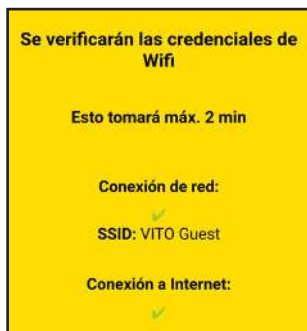 Se verificarán las credenciales de
Wifi
Esto tomará máx. 2 min
Conexión de red:
✓
SSID: VITO Guest
Conexión a Internet:
✓